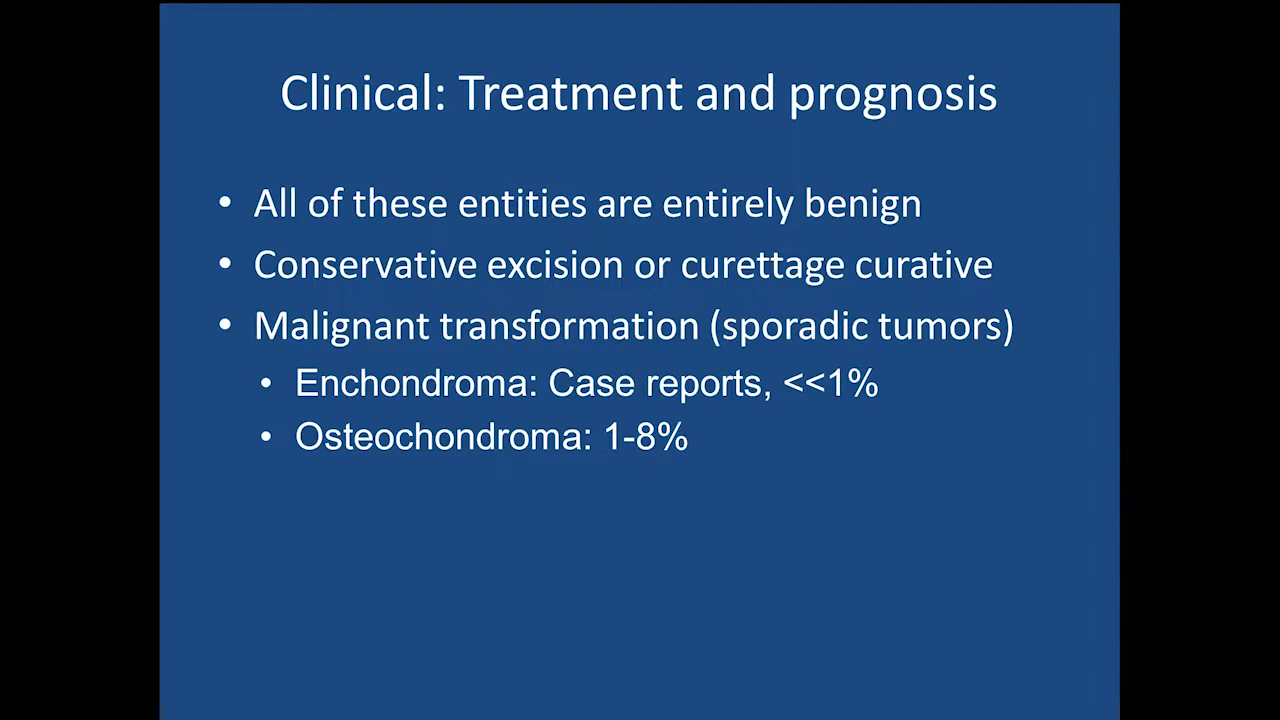 Clinical: Treatment and prognosis
• All of these entities are entirely benign
• Conservative excision or curettage curative
• Malignant transformation (sporadic tumors)
• Enchondroma: Case reports, <<1%
• Osteochondroma: 1-8%